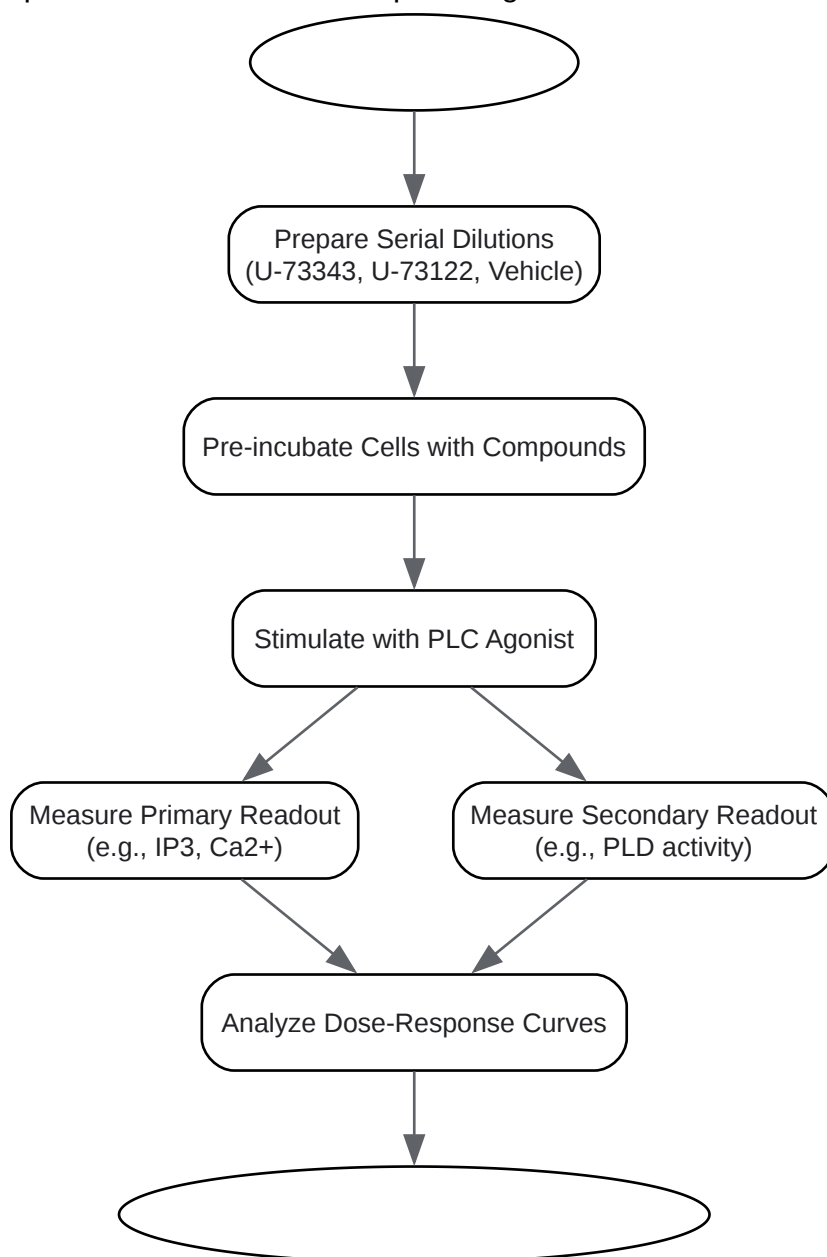 Prepare Serial Dilutions
(U-73343, U-73122, Vehicle)
Pre-incubate Cells with Compounds
Stimulate with PLC Agonist
Measure Primary Readout
(e.g., IP3, Ca2+)
Measure Secondary Readout
(e.g., PLD activity)
Analyze Dose-Response Curves